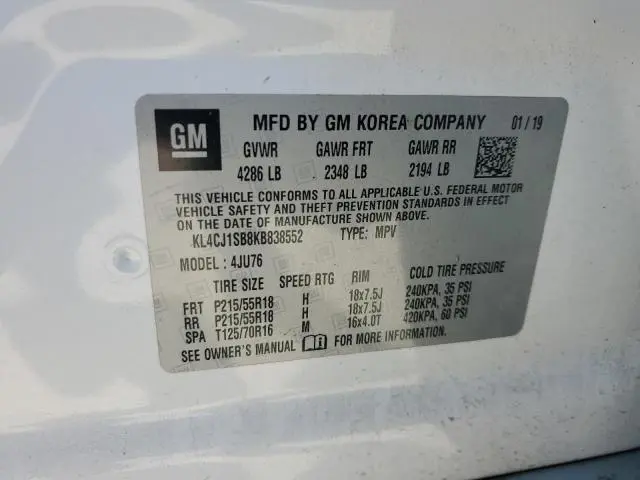 GM
MFD BY GM KOREA COMPANY 01 / 19
GVWR GAWR FRT GAWR RR
4286 LB 2348 LB 2194 LB
THIS VEHICLE CONFORMS TO ALL APPLICABLE U.S. FEDERAL MOTOR
VEHICLE SAFETY AND THEFT PREVENTION STANDARDS IN EFFECT
ON THE DATE OF MANUFACTURE SHOWN ABOVE.
KL4CJ1SB8KB838552 TYPE: MPV
MODEL : 4JU76
TIRE SIZE SPEED RTG RIM COLD TIRE PRESSURE
FRT P215/55R18 H 18x7.5J 240KPA, 35 PSI
RR P215/55R18 H 18x7.5J 240KPA, 35 PSI
SPA T125/70R16 M 16x4.0T 420KPA, 60 PSI
SEE OWNER'S MANUAL FOR MORE INFORMATION.